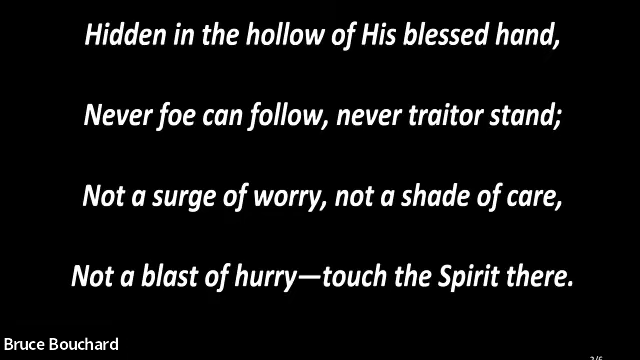 Hidden in the hollow of His blessed hand,
Never foe can follow, never traitor stand;
Not a surge of worry, not a shade of care,
Not a blast of hurry—touch the Spirit there.
Bruce Bouchard